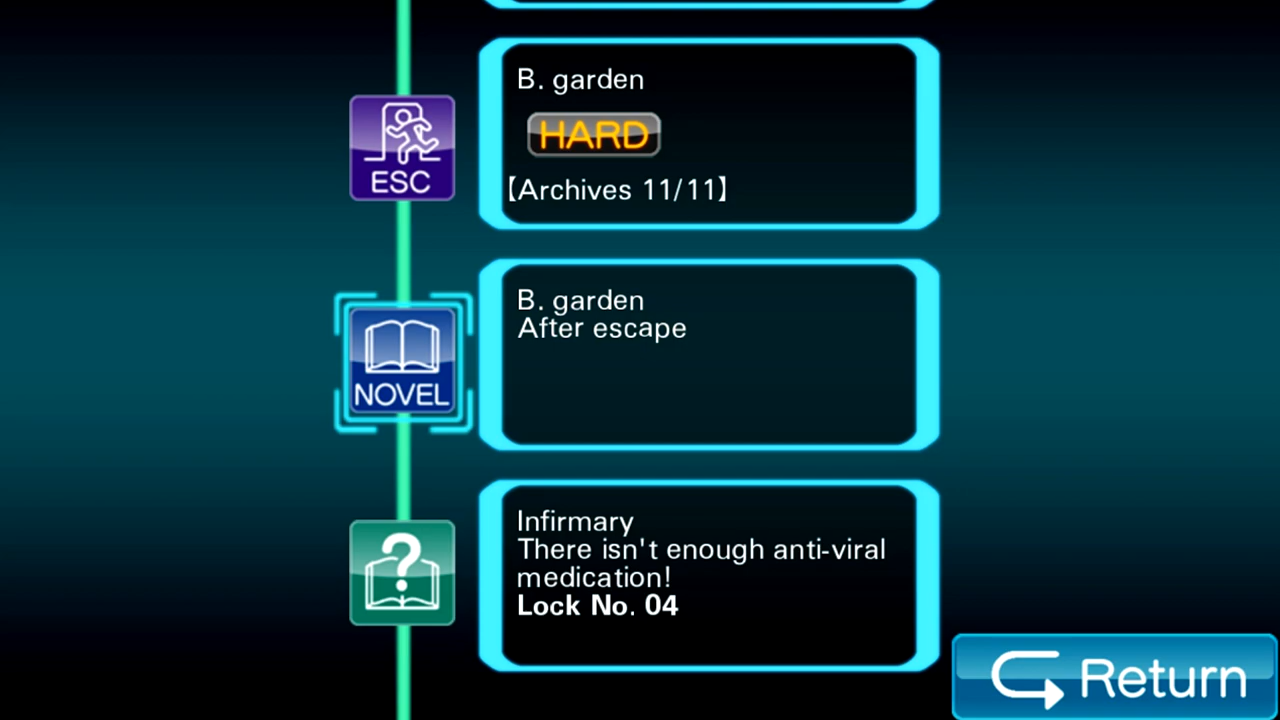 B. garden
HARD
ESC
【Archives 11/11】
B. garden
After escape
NOVEL
Infirmary
There isn't enough anti-viral
medication!
Lock No. 04
?
Return